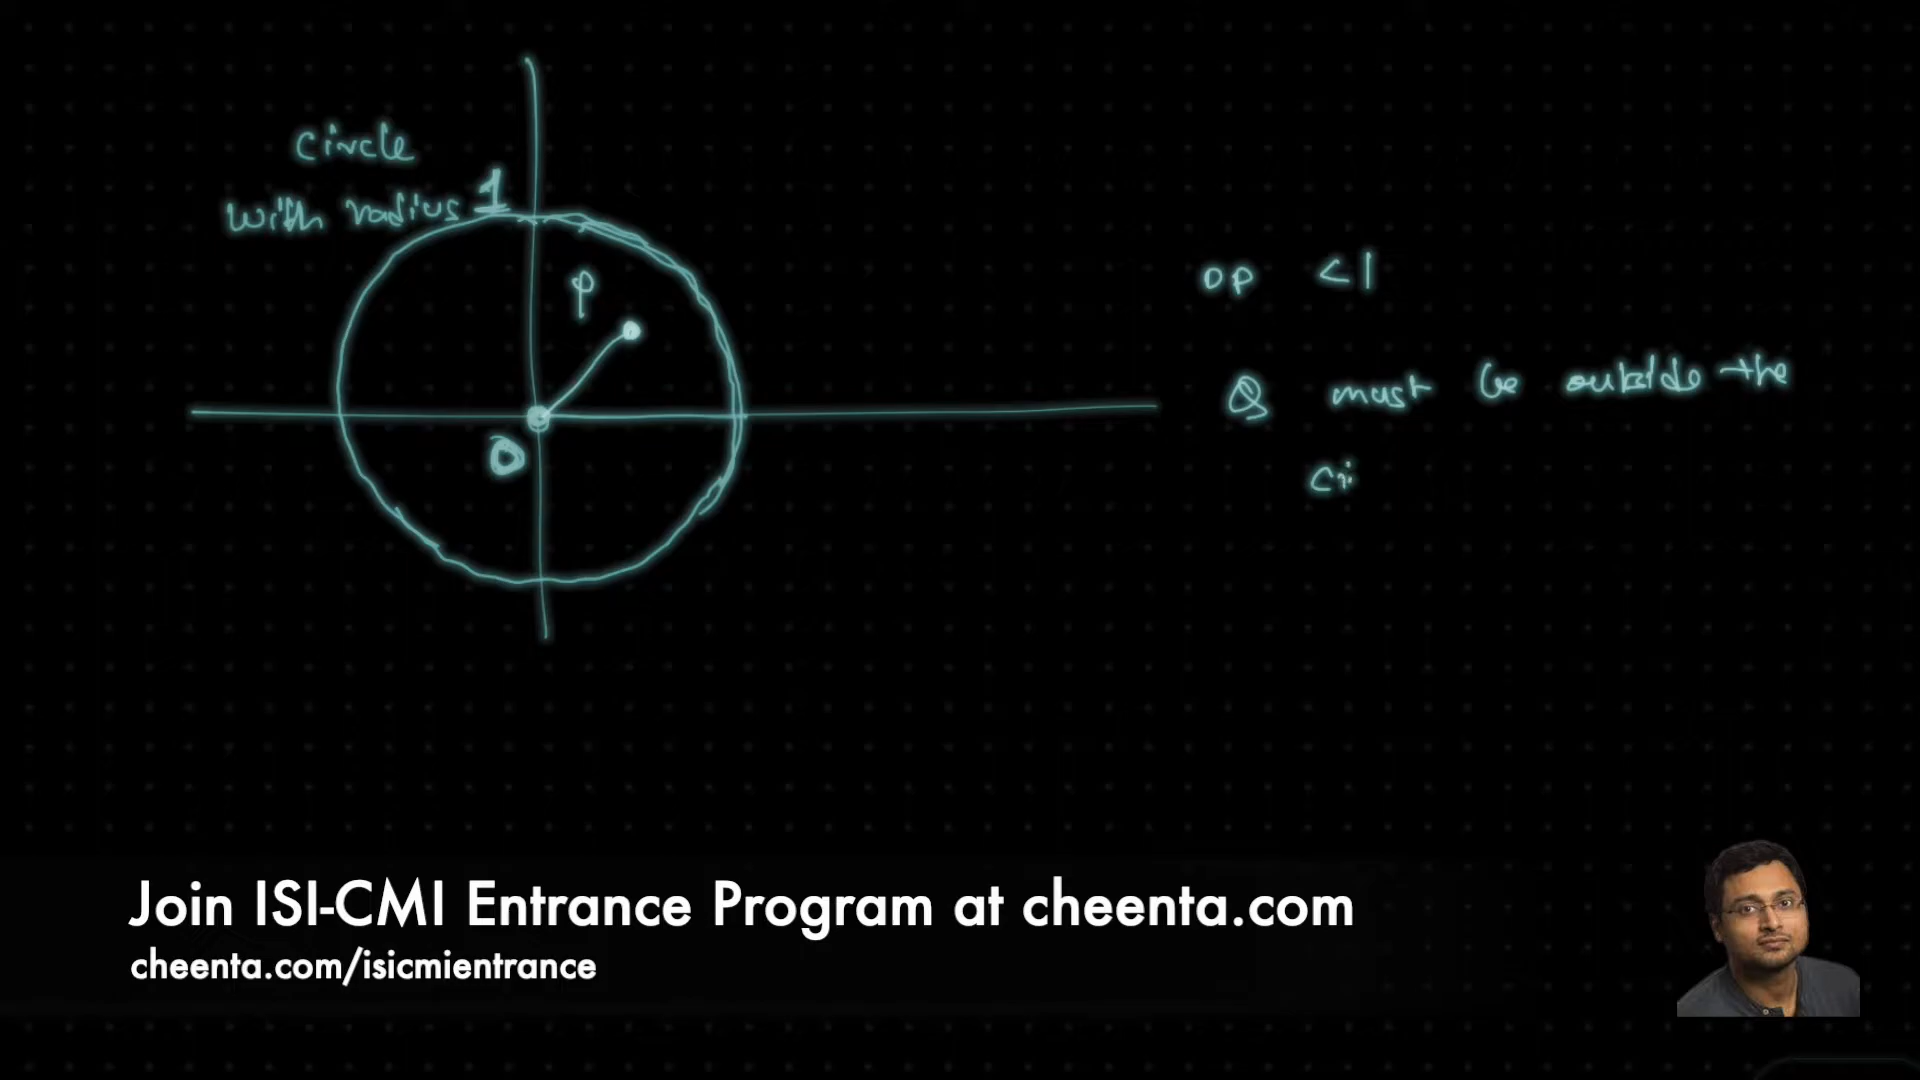 circle
with radius 1
P
O
OP <1
Q must be outside the
ci
Join ISI-CMI Entrance Program at cheenta.com
cheenta.com/isicmientrance